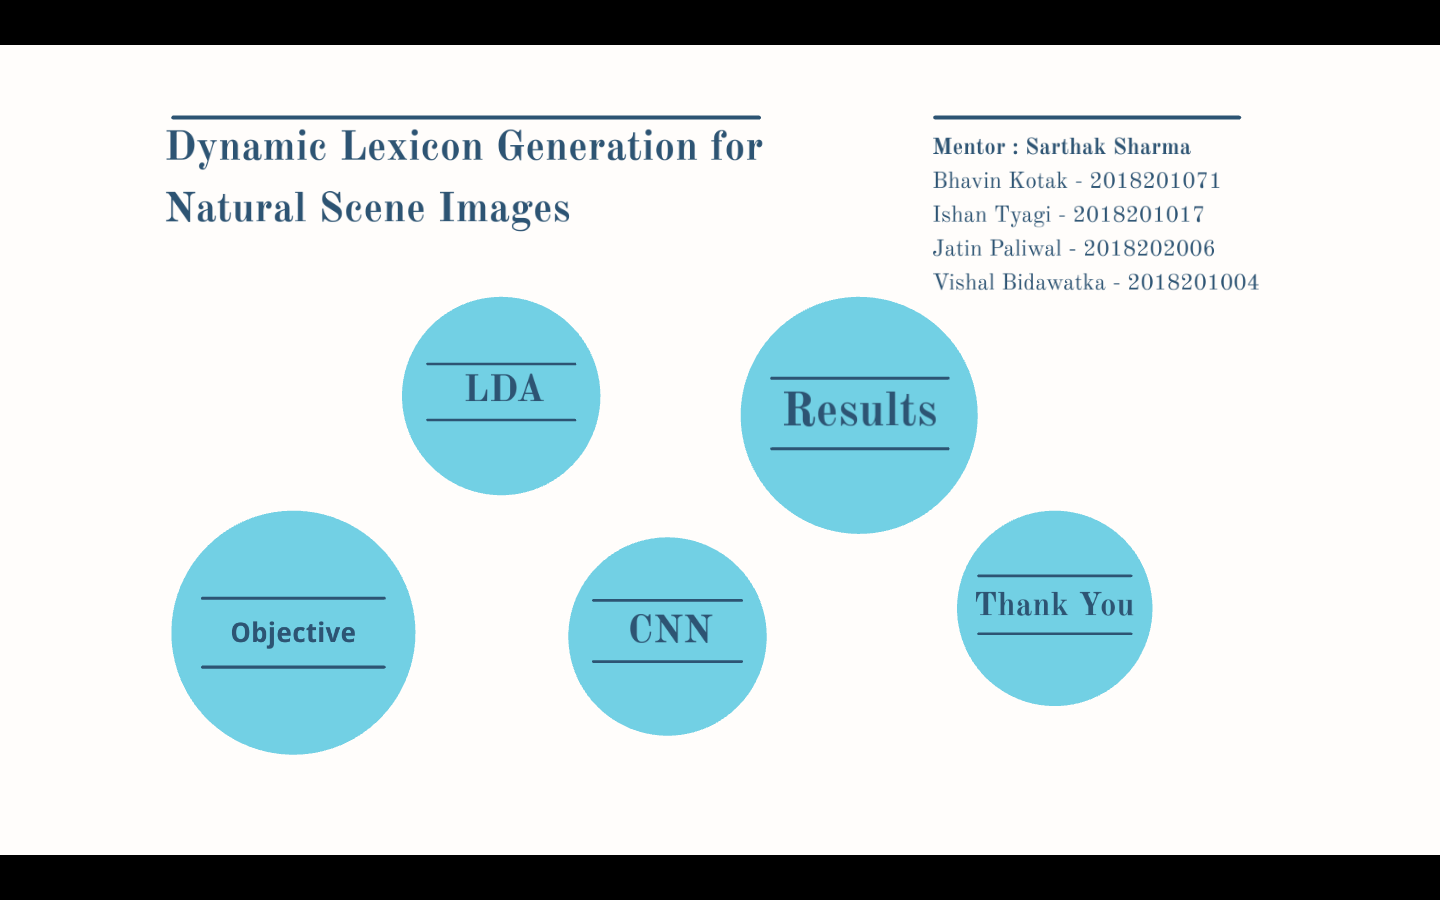 Dynamic Lexicon Generation for
Natural Scene Images
Mentor : Sarthak Sharma
Bhavin Kotak - 2018201071
Ishan Tyagi - 2018201017
Jatin Paliwal - 2018202006
Vishal Bidawatka - 2018201004
LDA
Results
Objective
CNN
Thank You